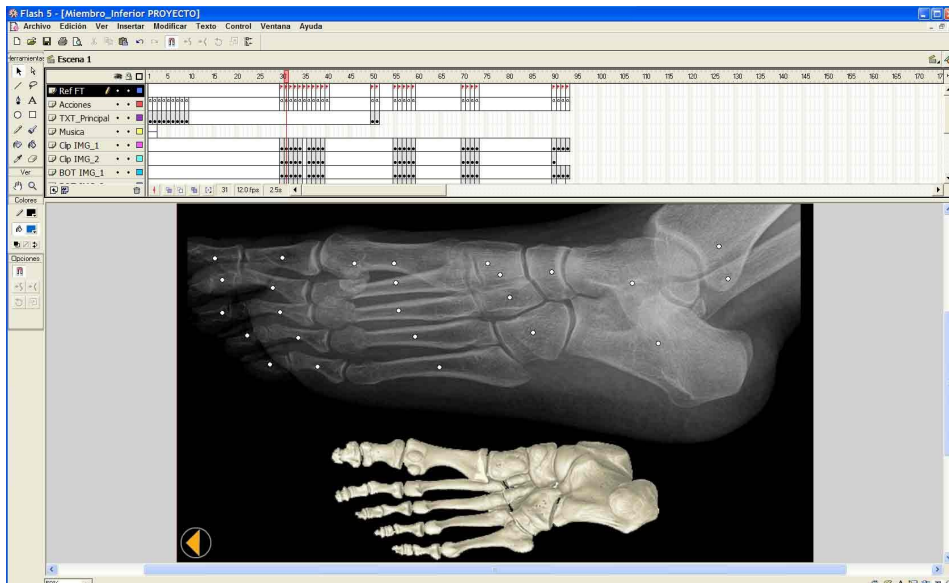 Flash 5 - [Miembro_Inferior PROYECTO]
Archivo Edición Ver Insertar Modificar Texto Control Ventana Ayuda
Herramientas
Escena 1
1 5 10 15 20 25 30 35 40 45 50 55 60 65 70 75 80 85 90 95 100 105 110 115 120 125 130 135 140 145 150 155 160 165 170
Ref FT
Acciones
TXT_Principal
Musica
Clip IMG_1
Clip IMG_2
BOT IMG_1
31 12.0 fps 2.5s
Ver
Colores
Opciones